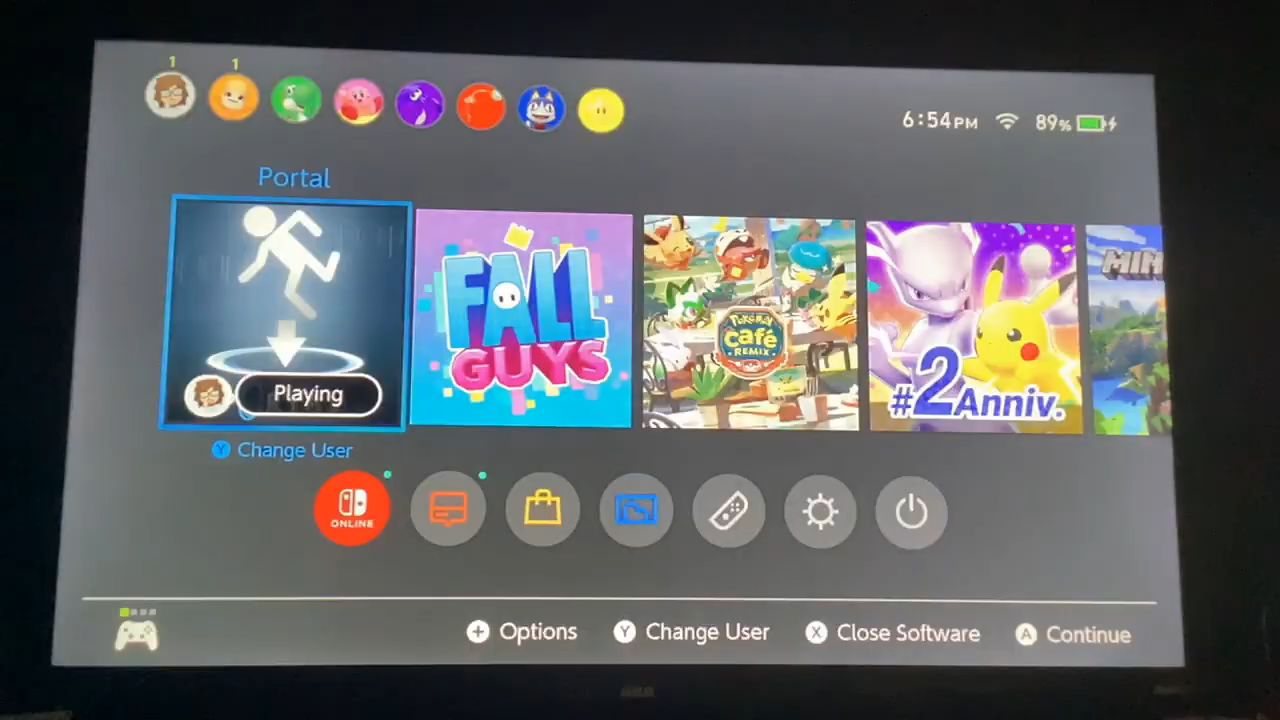 1
1
6:54PM
89%
Portal
Playing
FALL
GUYS
Pokémon
Café
REMIX
#2Anniv.
MIN
Y Change User
ONLINE
+ Options
Y Change User
X Close Software
A Continue